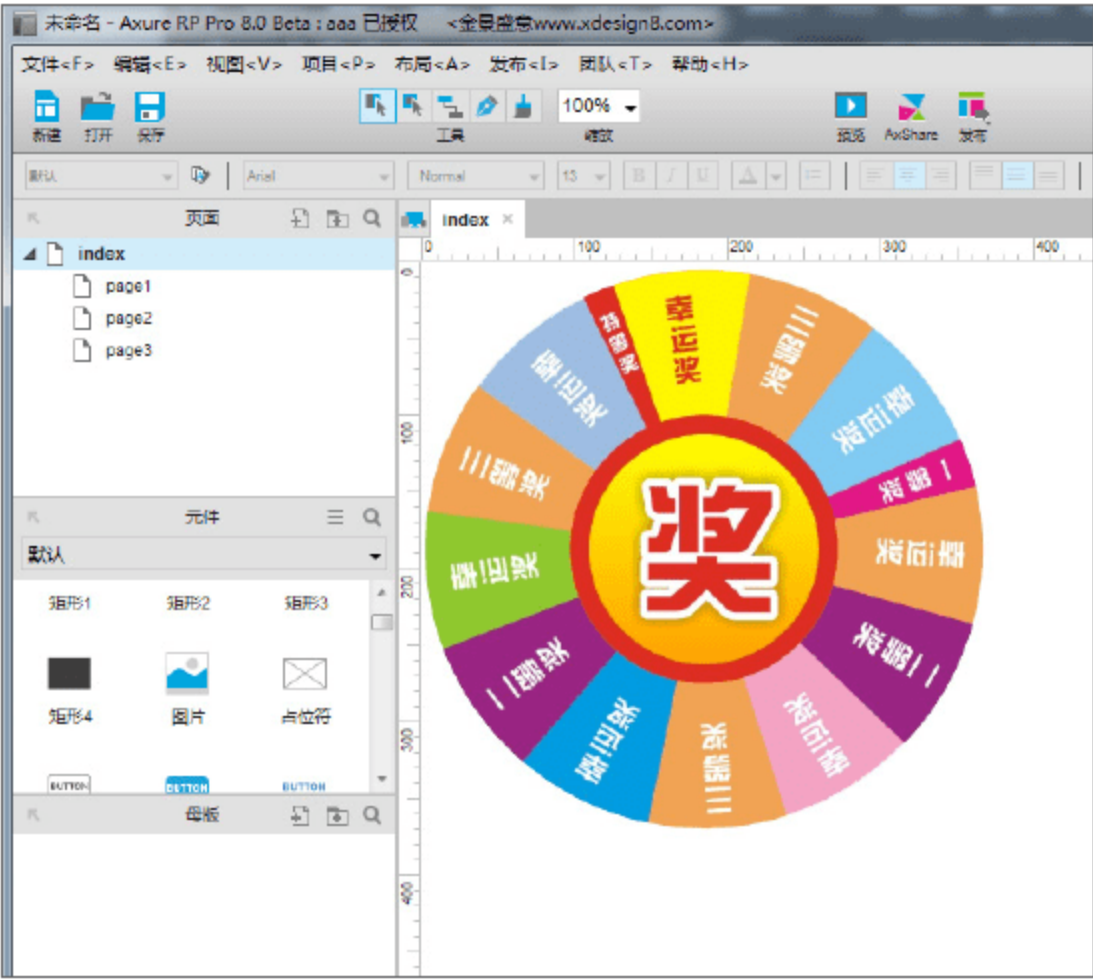 未命名 - Axure RP Pro 8.0 Beta : aaa 已授权 <金景盛意www.xdesign8.com>
文件<F> 编辑<E> 视图<V> 项目<P> 布局<A> 发布<I> 团队<T> 帮助<H>
100%
新建 打开 保存 工具 缩放 预览 AxShare 发布
默认 Arial Normal 13 B I U A
页面 index
0 100 200 300 400
index
page1
page2
page3
0
100
200
300
400
元件
默认
矩形1 矩形2 矩形3
矩形4 图片 占位符
BUTTON BUTTON BUTTON
母版
幸运奖
三等奖
幸运奖
一等奖
幸运奖
二等奖
幸运奖
三等奖
幸运奖
二等奖
幸运奖
三等奖
幸运奖
特等奖
奖